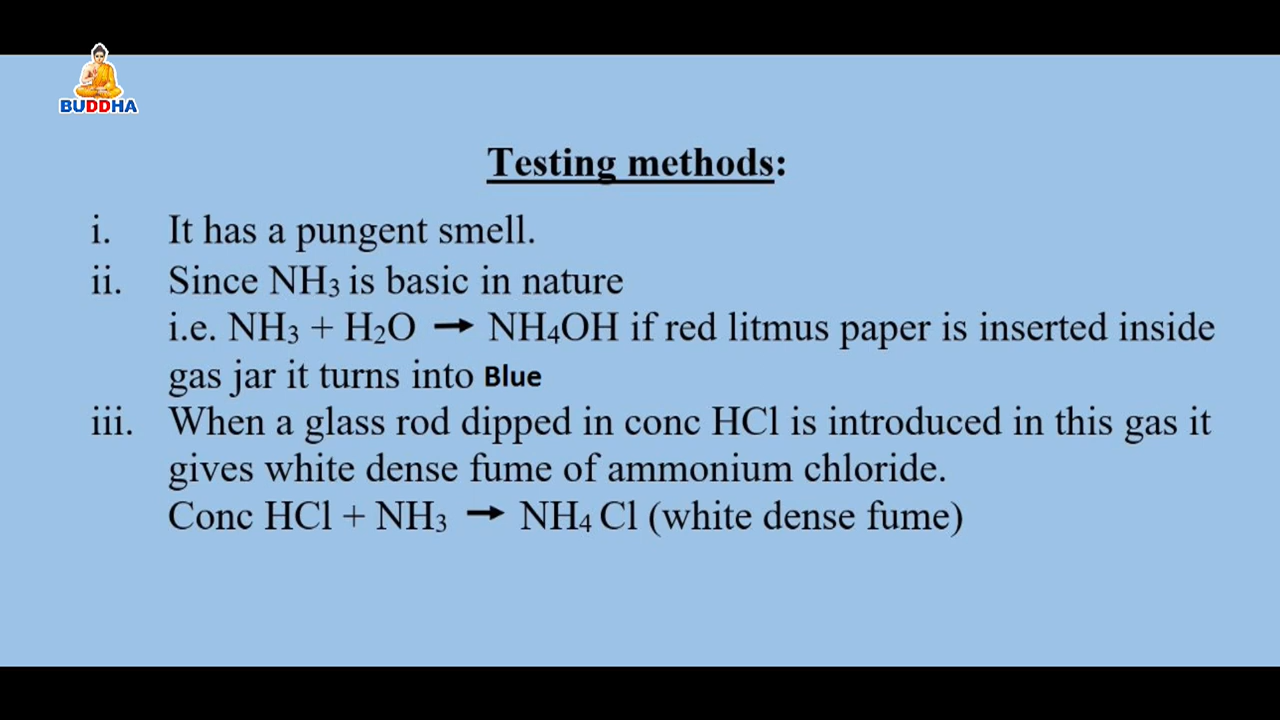 BUDDHA
Testing methods:
i. It has a pungent smell.
ii. Since NH₃ is basic in nature
i.e. NH₃ + H₂O → NH₄OH if red litmus paper is inserted inside
gas jar it turns into Blue
iii. When a glass rod dipped in conc HCl is introduced in this gas it
gives white dense fume of ammonium chloride.
Conc HCl + NH₃ → NH₄ Cl (white dense fume)